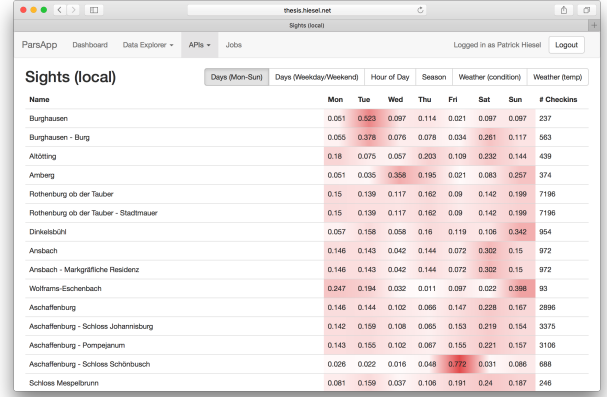 thesis.hiesel.net
Sights (local)
ParsApp Dashboard Data Explorer APIs Jobs Logged in as Patrick Hiesel Logout
Sights (local) Days (Mon-Sun) Days (Weekday/Weekend) Hour of Day Season Weather (condition) Weather (temp)
Name Mon Tue Wed Thu Fri Sat Sun # Checkins
Burghausen 0.051 0.523 0.097 0.114 0.021 0.097 0.097 237
Burghausen - Burg 0.055 0.378 0.076 0.078 0.034 0.261 0.117 563
Altötting 0.18 0.075 0.057 0.203 0.109 0.232 0.144 439
Amberg 0.051 0.035 0.358 0.195 0.021 0.083 0.257 374
Rothenburg ob der Tauber 0.15 0.139 0.117 0.162 0.09 0.142 0.199 7196
Rothenburg ob der Tauber - Stadtmauer 0.15 0.139 0.117 0.162 0.09 0.142 0.199 7196
Dinkelsbühl 0.057 0.158 0.058 0.16 0.119 0.106 0.342 954
Ansbach 0.146 0.143 0.042 0.144 0.072 0.302 0.15 972
Ansbach - Markgräfliche Residenz 0.146 0.143 0.042 0.144 0.072 0.302 0.15 972
Wolframs-Eschenbach 0.247 0.194 0.032 0.011 0.097 0.022 0.398 93
Aschaffenburg 0.146 0.144 0.102 0.066 0.147 0.228 0.167 2896
Aschaffenburg - Schloss Johannisburg 0.142 0.159 0.108 0.065 0.153 0.219 0.154 3375
Aschaffenburg - Pompejanum 0.143 0.155 0.102 0.067 0.155 0.221 0.157 3106
Aschaffenburg - Schloss Schönbusch 0.026 0.022 0.016 0.048 0.772 0.031 0.086 688
Schloss Mespelbrunn 0.081 0.159 0.037 0.106 0.191 0.24 0.187 246